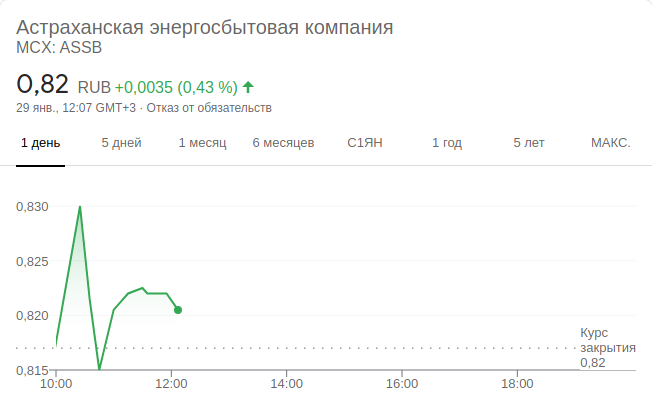 Астраханская энергосбытовая компания
MCX: ASSB
0,82 RUB +0,0035 (0,43 %)
29 янв., 12:07 GMT+3 · Отказ от обязательств
1 день 5 дней 1 месяц 6 месяцев С1ЯН 1 год 5 лет МАКС.
0,830
0,825
0,820
Курс
закрытия
0,82
0,815
10:00 12:00 14:00 16:00 18:00